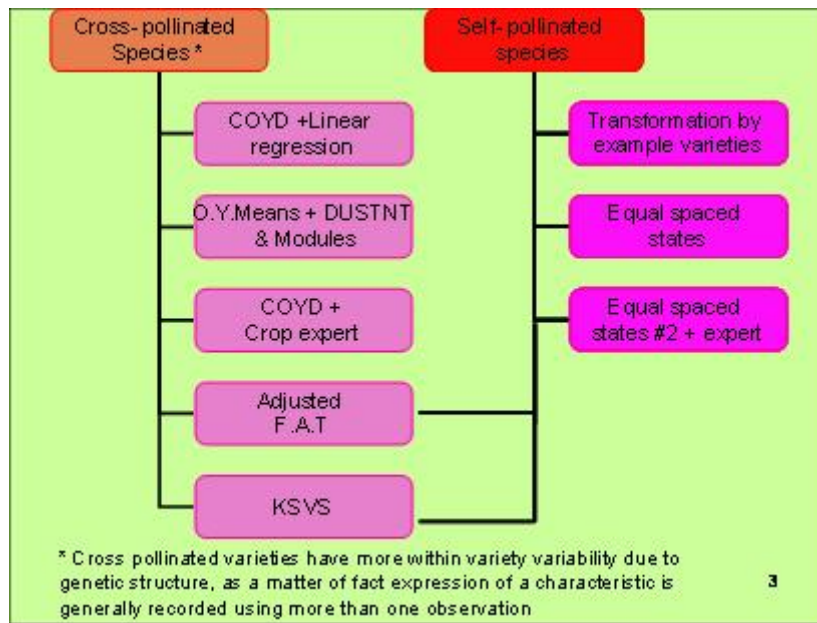 Cross- pollinated
Species *
Self- pollinated
species
COYD +Linear
regression
Transformation by
example varieties
O.Y.Means + DUSTNT
& Modules
Equal spaced
states
COYD +
Crop expert
Equal spaced
states #2 + expert
Adjusted
F.A.T
KSVS
* Cross pollinated varieties have more within variety variability due to
genetic structure, as a matter of fact expression of a characteristic is
generally recorded using more than one observation
3